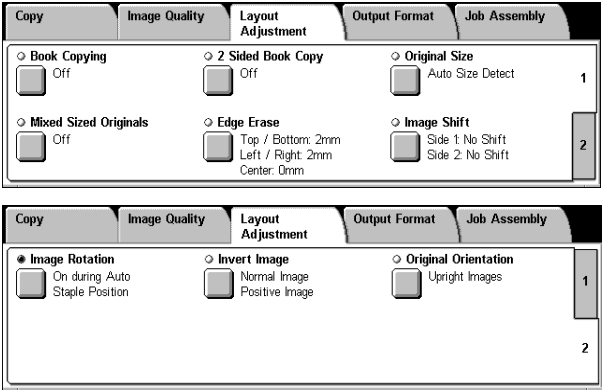 Copy
Image Quality
Layout
Adjustment
Output Format
Job Assembly
Book Copying
Off
2 Sided Book Copy
Off
Original Size
Auto Size Detect
1
Mixed Sized Originals
Off
Edge Erase
Top / Bottom: 2mm
Left / Right: 2mm
Center: 0mm
Image Shift
Side 1: No Shift
Side 2: No Shift
2
Copy
Image Quality
Layout
Adjustment
Output Format
Job Assembly
Image Rotation
On during Auto
Staple Position
Invert Image
Normal Image
Positive Image
Original Orientation
Upright Images
1
2